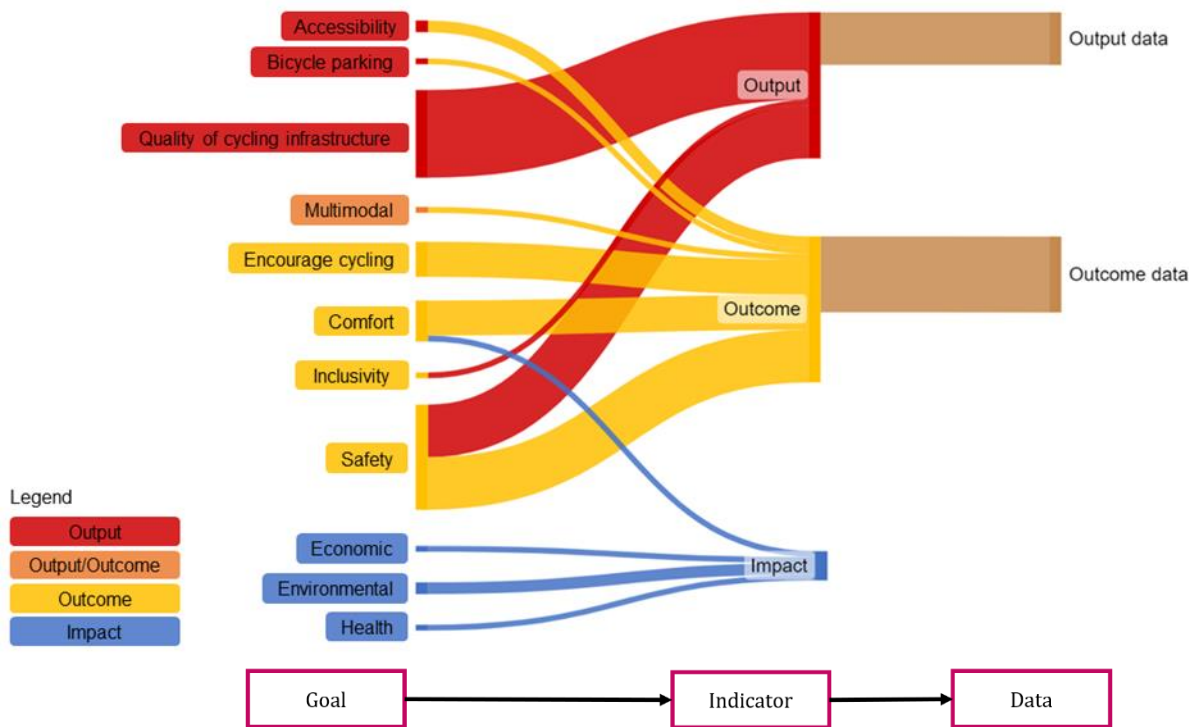 Accessibility
Bicycle parking
Quality of cycling infrastructure
Multimodal
Encourage cycling
Comfort
Inclusivity
Safety
Economic
Environmental
Health
Output
Outcome
Impact
Output data
Outcome data
Legend
Output
Output/Outcome
Outcome
Impact
Goal
Indicator
Data